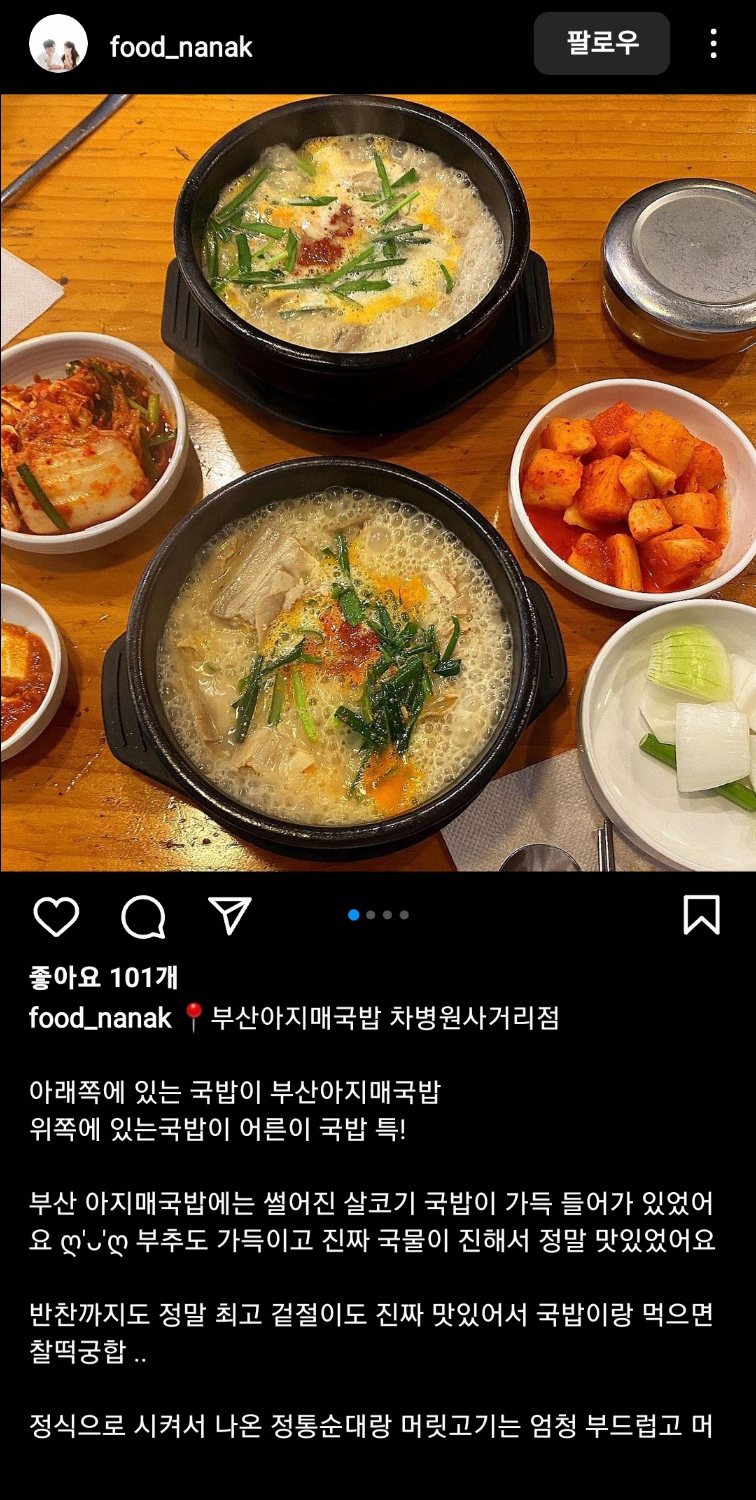 food_nanak
팔로우
좋아요 101개
food_nanak 📍부산아지매국밥 차병원사거리점
아래쪽에 있는 국밥이 부산아지매국밥
위쪽에 있는국밥이 어른이 국밥 특!
부산 아지매국밥에는 썰어진 살코기 국밥이 가득 들어가 있었어
요 ღ'ᴗ'ღ 부추도 가득이고 진짜 국물이 진해서 정말 맛있었어요
반찬까지도 정말 최고 겉절이도 진짜 맛있어서 국밥이랑 먹으면
찰떡궁합 ..
정식으로 시켜서 나온 정통순대랑 머릿고기는 엄청 부드럽고 머